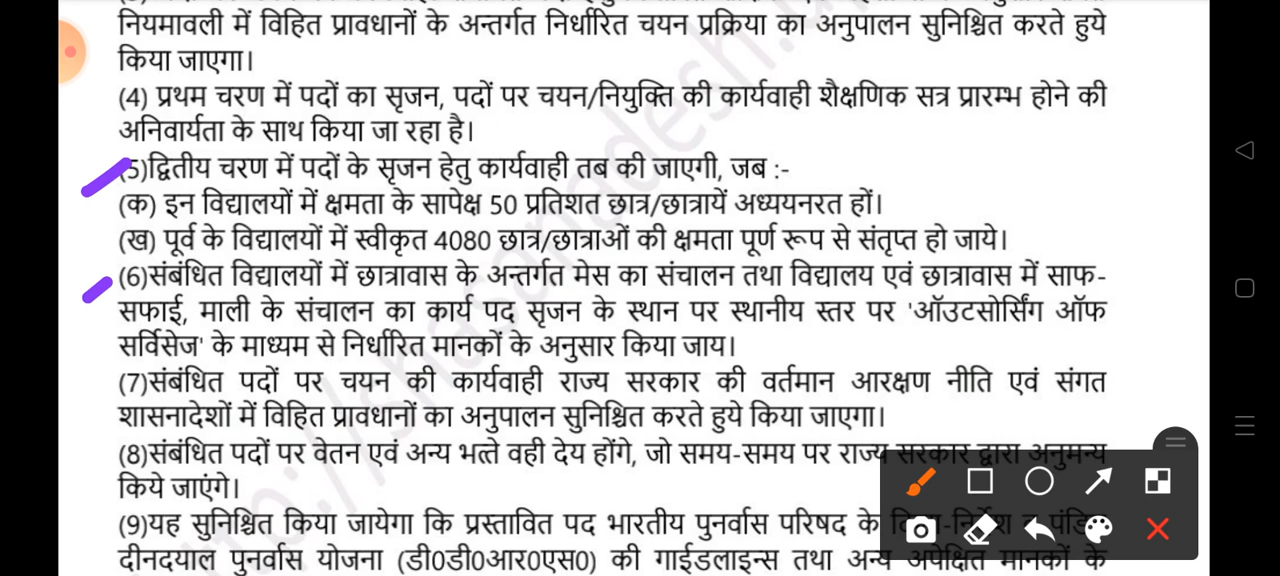 नियमावली में विहित प्रावधानों के अन्तर्गत निर्धारित चयन प्रक्रिया का अनुपालन सुनिश्चित करते हुये
किया जाएगा।
(4) प्रथम चरण में पदों का सृजन, पदों पर चयन/नियुक्ति की कार्यवाही शैक्षणिक सत्र प्रारम्भ होने की
अनिवार्यता के साथ किया जा रहा है।
(5)द्वितीय चरण में पदों के सृजन हेतु कार्यवाही तब की जाएगी, जब :-
(क) इन विद्यालयों में क्षमता के सापेक्ष 50 प्रतिशत छात्र/छात्रायें अध्ययनरत हों।
(ख) पूर्व के विद्यालयों में स्वीकृत 4080 छात्र/छात्राओं की क्षमता पूर्ण रूप से संतृप्त हो जाये।
(6)संबंधित विद्यालयों में छात्रावास के अन्तर्गत मेस का संचालन तथा विद्यालय एवं छात्रावास में साफ-
सफाई, माली के संचालन का कार्य पद सृजन के स्थान पर स्थानीय स्तर पर 'ऑउटसोर्सिंग ऑफ
सर्विसेज' के माध्यम से निर्धारित मानकों के अनुसार किया जाय।
(7)संबंधित पदों पर चयन की कार्यवाही राज्य सरकार की वर्तमान आरक्षण नीति एवं संगत
शासनादेशों में विहित प्रावधानों का अनुपालन सुनिश्चित करते हुये किया जाएगा।
(8)संबंधित पदों पर वेतन एवं अन्य भत्ते वही देय होंगे, जो समय-समय पर राज्य सरकार द्वारा अनुमन्य
किये जाएंगे।
(9)यह सुनिश्चित किया जायेगा कि प्रस्तावित पद भारतीय पुनर्वास परिषद के
दीनदयाल पुनर्वास योजना (डी0डी0आर0एस0) की गाईडलाइन्स तथा अन्य अपेक्षित मानकों के
http://shasanadesh.